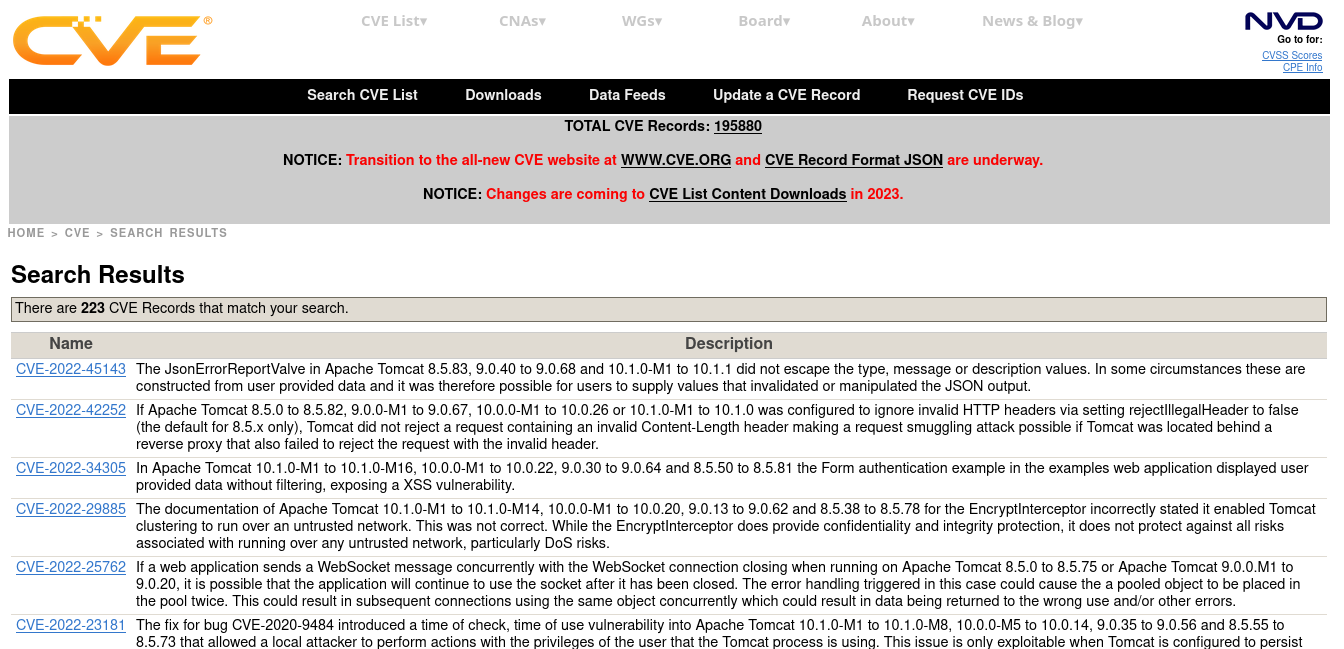 CVE®
CVE List▾ CNAs▾ WGs▾ Board▾ About▾ News & Blog▾
NVD
Go to for:
CVSS Scores
CPE Info
Search CVE List Downloads Data Feeds Update a CVE Record Request CVE IDs
TOTAL CVE Records: 195880
NOTICE: Transition to the all-new CVE website at WWW.CVE.ORG and CVE Record Format JSON are underway.
NOTICE: Changes are coming to CVE List Content Downloads in 2023.
HOME > CVE > SEARCH RESULTS
Search Results
There are 223 CVE Records that match your search.
Name Description
CVE-2022-45143 The JsonErrorReportValve in Apache Tomcat 8.5.83, 9.0.40 to 9.0.68 and 10.1.0-M1 to 10.1.1 did not escape the type, message or description values. In some circumstances these are
constructed from user provided data and it was therefore possible for users to supply values that invalidated or manipulated the JSON output.
CVE-2022-42252 If Apache Tomcat 8.5.0 to 8.5.82, 9.0.0-M1 to 9.0.67, 10.0.0-M1 to 10.0.26 or 10.1.0-M1 to 10.1.0 was configured to ignore invalid HTTP headers via setting rejectIllegalHeader to false
(the default for 8.5.x only), Tomcat did not reject a request containing an invalid Content-Length header making a request smuggling attack possible if Tomcat was located behind a
reverse proxy that also failed to reject the request with the invalid header.
CVE-2022-34305 In Apache Tomcat 10.1.0-M1 to 10.1.0-M16, 10.0.0-M1 to 10.0.22, 9.0.30 to 9.0.64 and 8.5.50 to 8.5.81 the Form authentication example in the examples web application displayed user
provided data without filtering, exposing a XSS vulnerability.
CVE-2022-29885 The documentation of Apache Tomcat 10.1.0-M1 to 10.1.0-M14, 10.0.0-M1 to 10.0.20, 9.0.13 to 9.0.62 and 8.5.38 to 8.5.78 for the EncryptInterceptor incorrectly stated it enabled Tomcat
clustering to run over an untrusted network. This was not correct. While the EncryptInterceptor does provide confidentiality and integrity protection, it does not protect against all risks
associated with running over any untrusted network, particularly DoS risks.
CVE-2022-25762 If a web application sends a WebSocket message concurrently with the WebSocket connection closing when running on Apache Tomcat 8.5.0 to 8.5.75 or Apache Tomcat 9.0.0.M1 to
9.0.20, it is possible that the application will continue to use the socket after it has been closed. The error handling triggered in this case could cause the a pooled object to be placed in
the pool twice. This could result in subsequent connections using the same object concurrently which could result in data being returned to the wrong use and/or other errors.
CVE-2022-23181 The fix for bug CVE-2020-9484 introduced a time of check, time of use vulnerability into Apache Tomcat 10.1.0-M1 to 10.1.0-M8, 10.0.0-M5 to 10.0.14, 9.0.35 to 9.0.56 and 8.5.55 to
8.5.73 that allowed a local attacker to perform actions with the privileges of the user that the Tomcat process is using. This issue is only exploitable when Tomcat is configured to persist